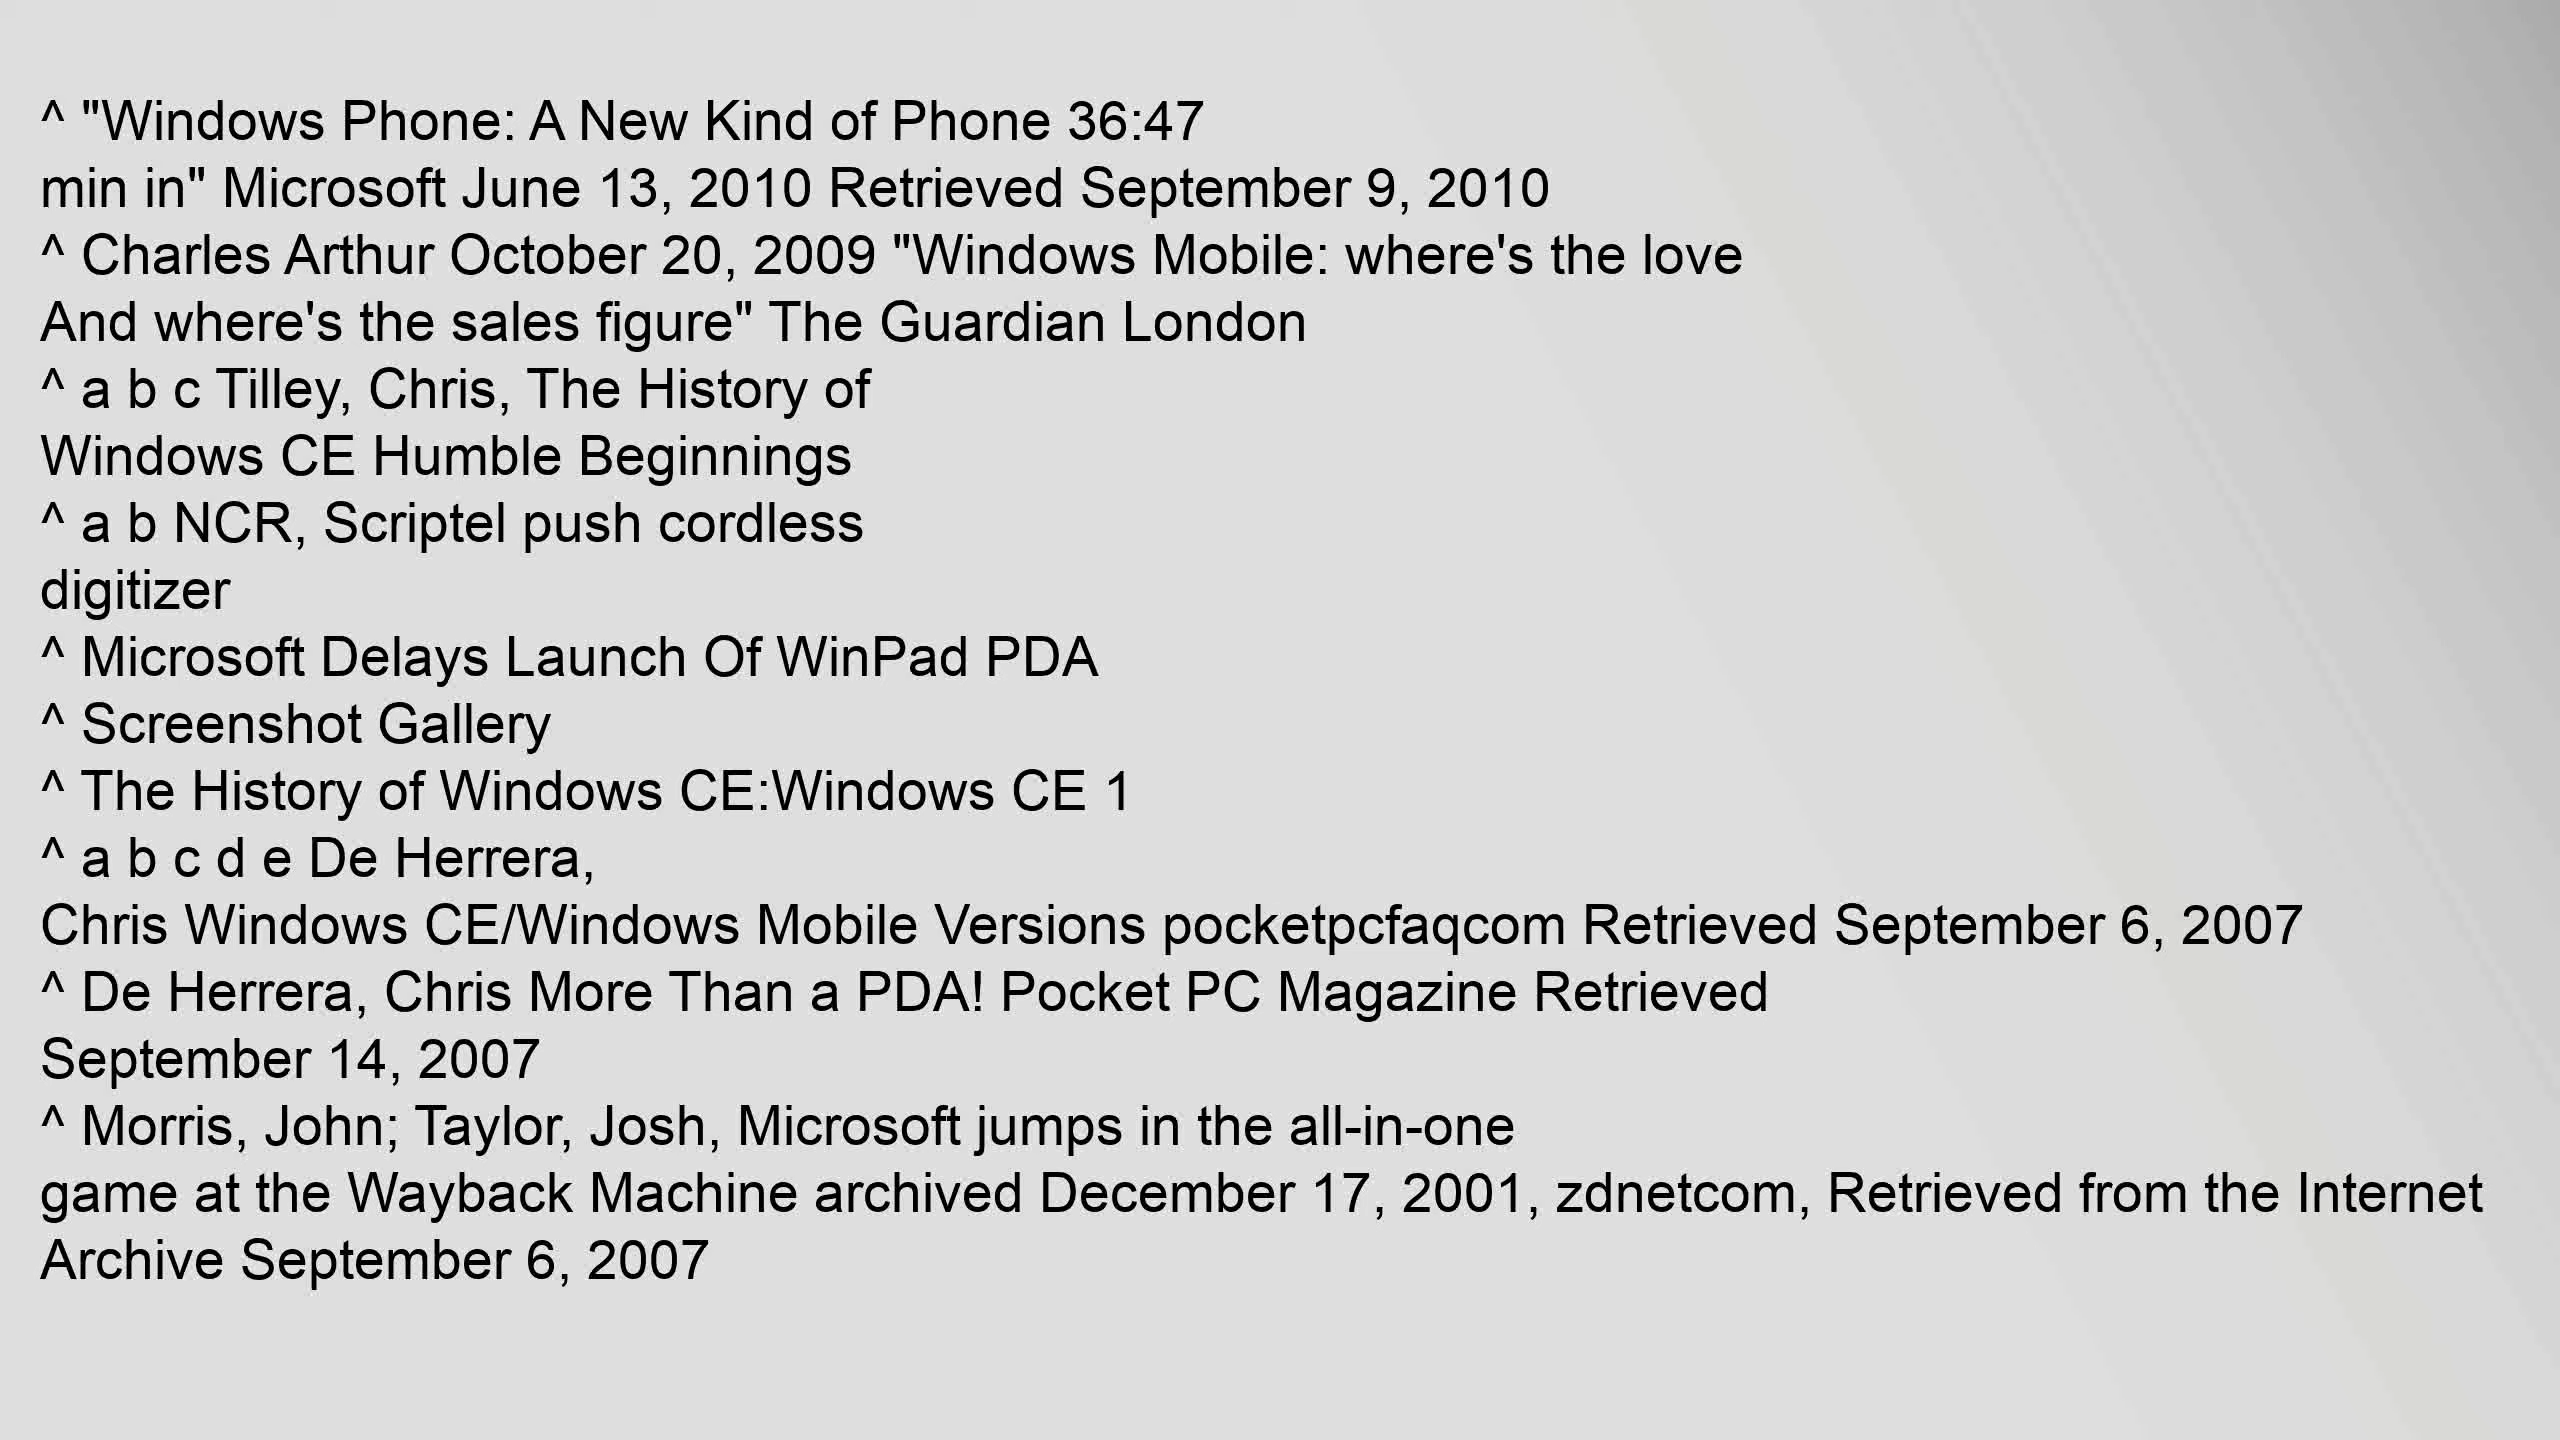 ^ "Windows Phone: A New Kind of Phone 36:47
min in" Microsoft June 13, 2010 Retrieved September 9, 2010
^ Charles Arthur October 20, 2009 "Windows Mobile: where's the love
And where's the sales figure" The Guardian London
^ a b c Tilley, Chris, The History of
Windows CE Humble Beginnings
^ a b NCR, Scriptel push cordless
digitizer
^ Microsoft Delays Launch Of WinPad PDA
^ Screenshot Gallery
^ The History of Windows CE:Windows CE 1
^ a b c d e De Herrera,
Chris Windows CE/Windows Mobile Versions pocketpcfaqcom Retrieved September 6, 2007
^ De Herrera, Chris More Than a PDA! Pocket PC Magazine Retrieved
September 14, 2007
^ Morris, John; Taylor, Josh, Microsoft jumps in the all-in-one
game at the Wayback Machine archived December 17, 2001, zdnetcom, Retrieved from the Internet
Archive September 6, 2007